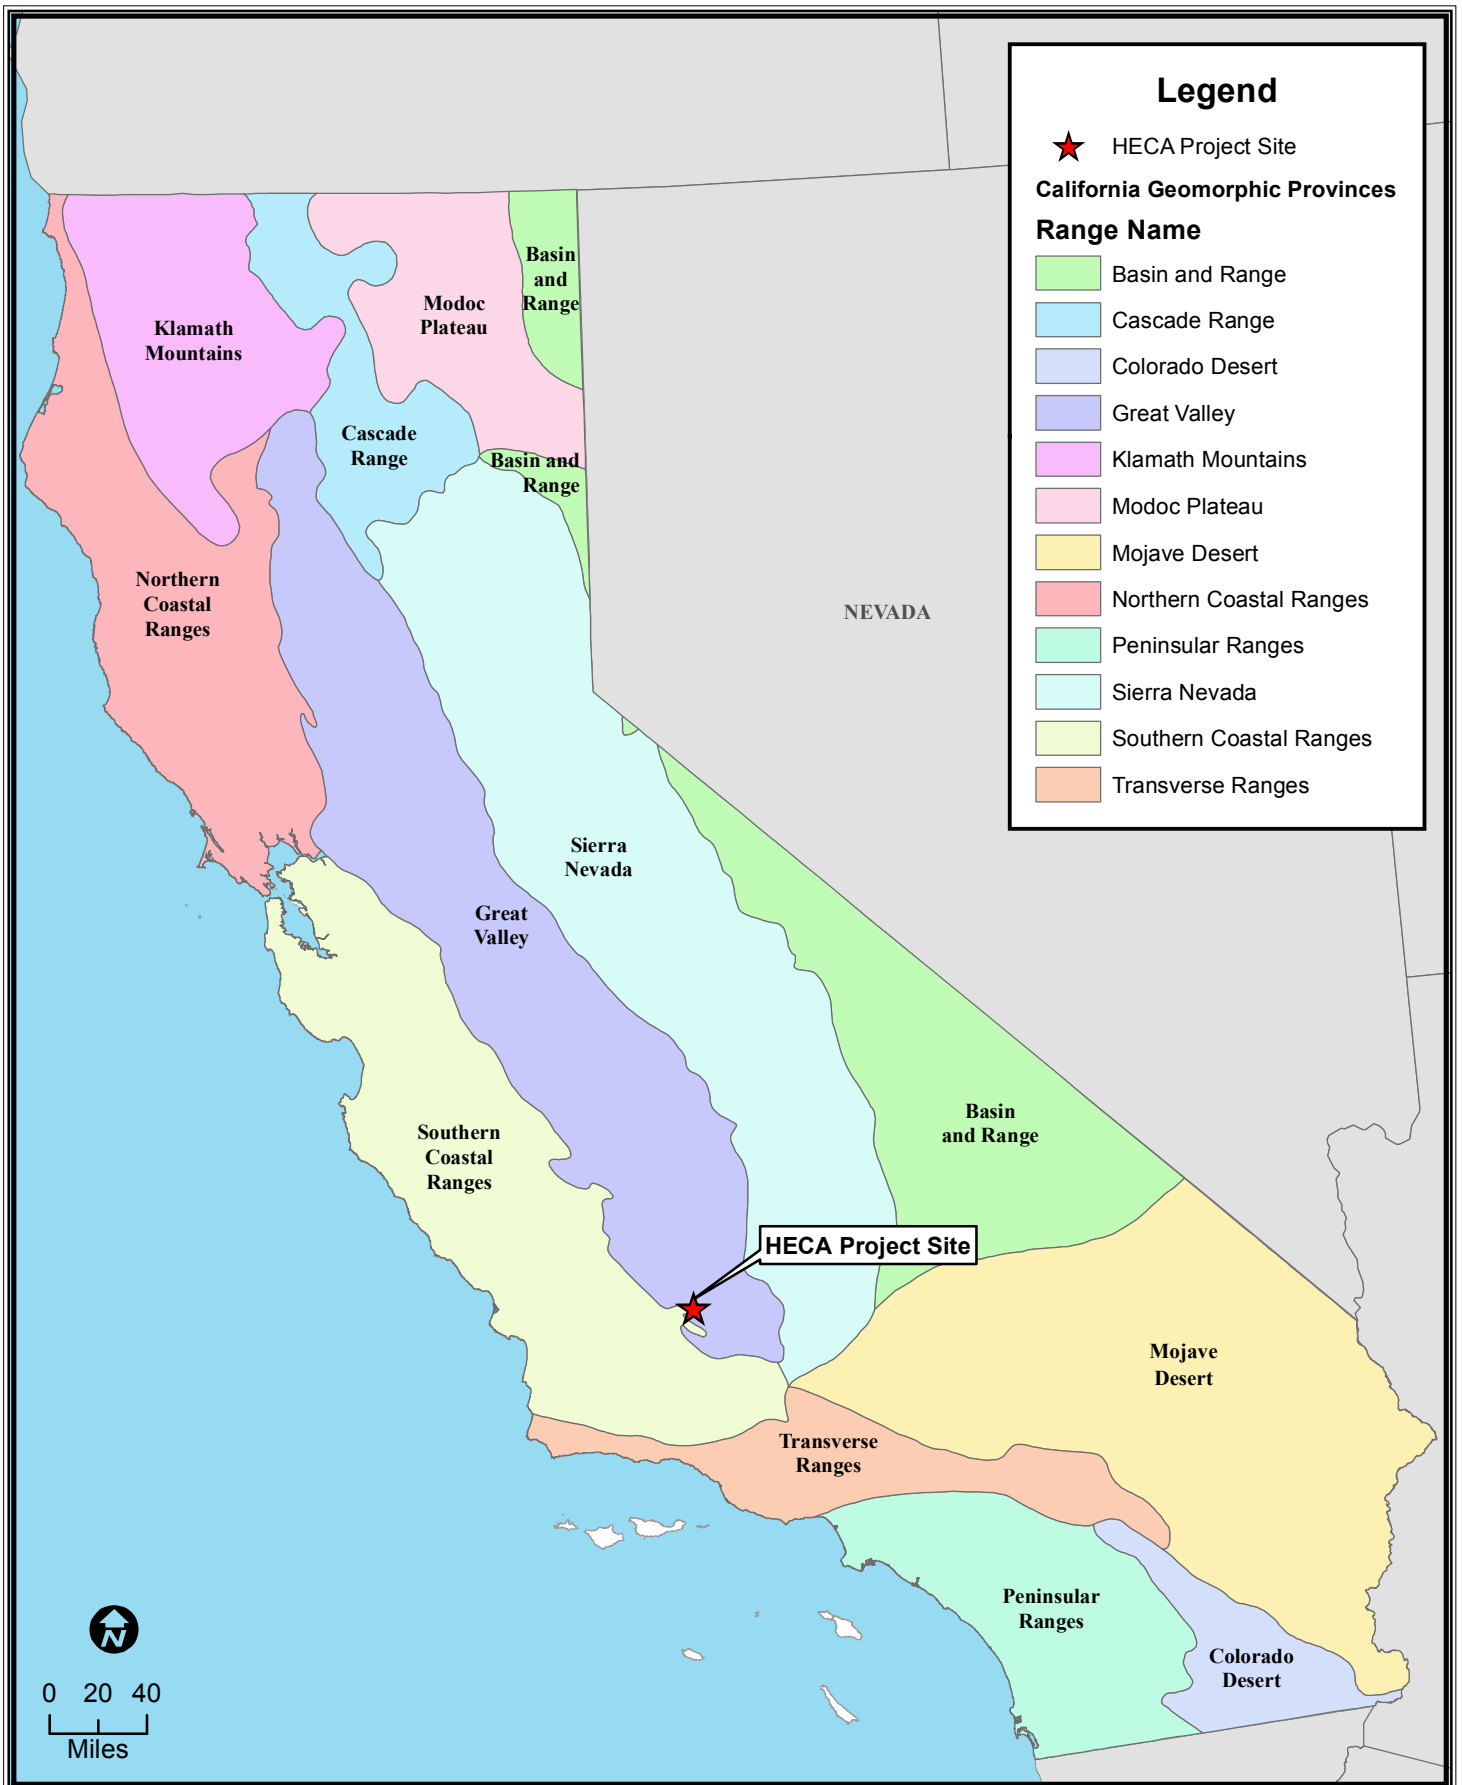 Legend
HECA Project Site
California Geomorphic Provinces
Range Name
Basin and Range
Cascade Range
Colorado Desert
Great Valley
Klamath Mountains
Modoc Plateau
Mojave Desert
Northern Coastal Ranges
Peninsular Ranges
Sierra Nevada
Southern Coastal Ranges
Transverse Ranges
Basin
and
Range
Modoc
Plateau
Klamath
Mountains
Cascade
Range
Basin and
Range
Northern
Coastal
Ranges
NEVADA
Sierra
Nevada
Great
Valley
Basin
and Range
Southern
Coastal
Ranges
HECA Project Site
Mojave
Desert
Transverse
Ranges
Peninsular
Ranges
Colorado
Desert
N
0 20 40
Miles